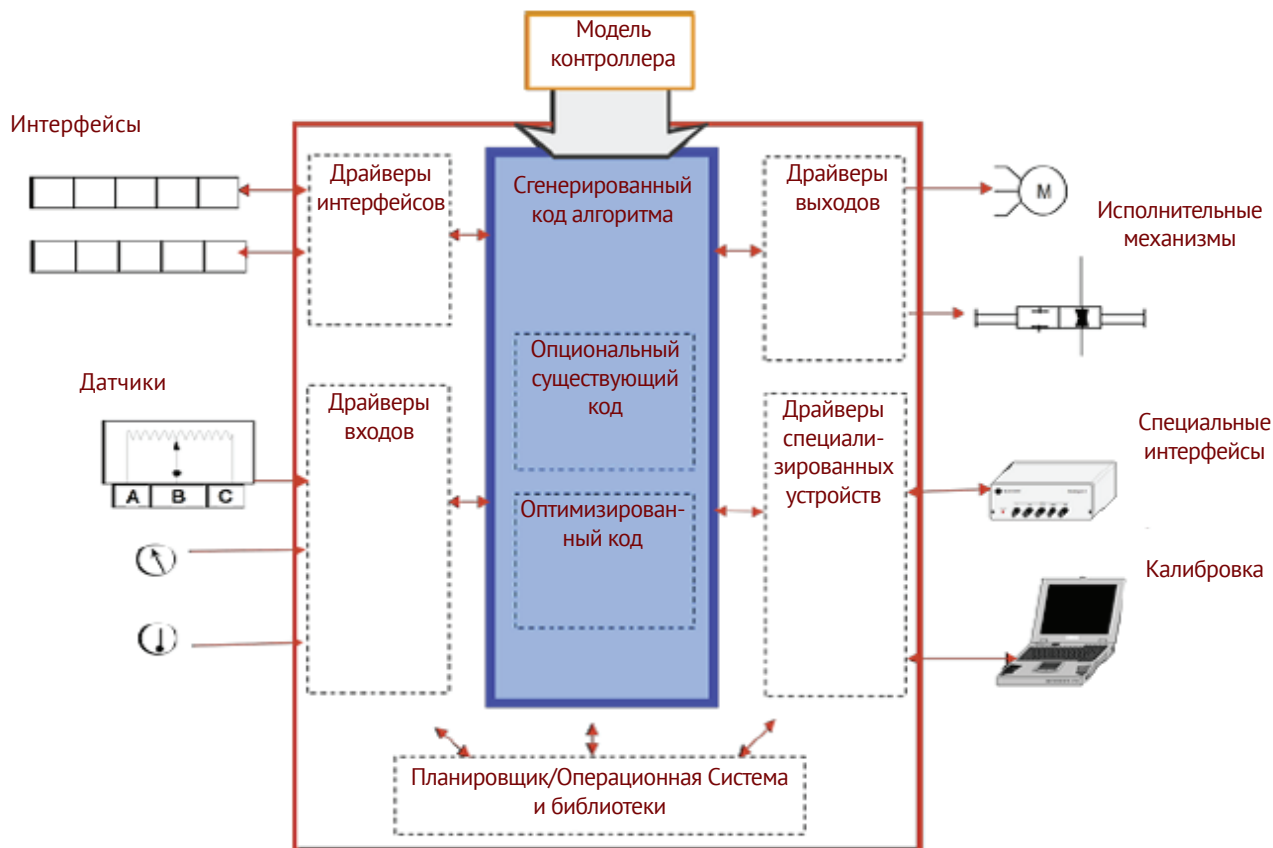 Модель
контроллера
Интерфейсы
Драйверы
интерфейсов
Сгенерированный
код алгоритма
Драйверы
выходов
M
Исполнительные
механизмы
Опциональный
существующий
код
Датчики
A B C
Драйверы
входов
Драйверы
специали-
зированных
устройств
Специальные
интерфейсы
Оптимизирован-
ный код
Калибровка
Планировщик/Операционная Система
и библиотеки